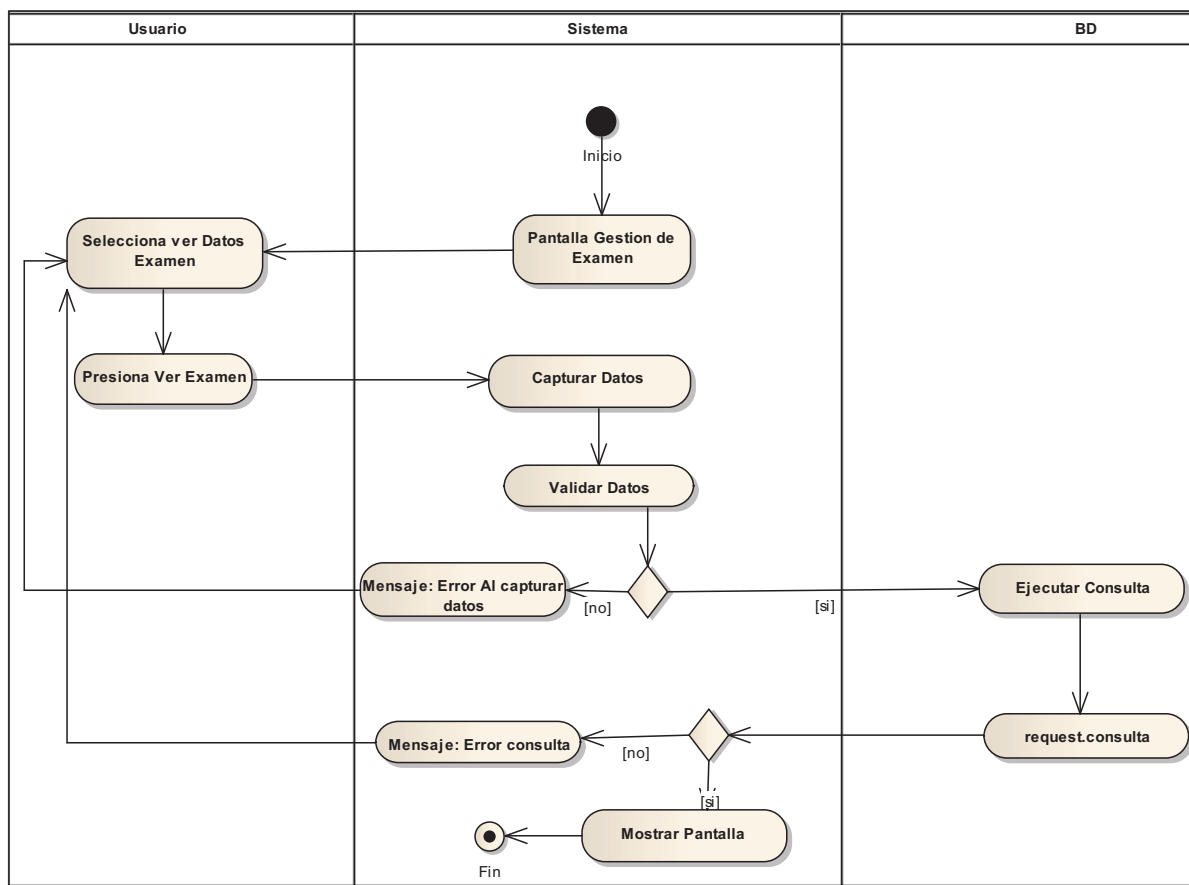 Usuario
Sistema
BD
Inicio
Selecciona ver Datos
Examen
Pantalla Gestion de
Examen
Presiona Ver Examen
Capturar Datos
Validar Datos
Mensaje: Error Al capturar
datos
[no]
[si]
Ejecutar Consulta
Mensaje: Error consulta
[no]
request.consulta
[si]
Mostrar Pantalla
Fin